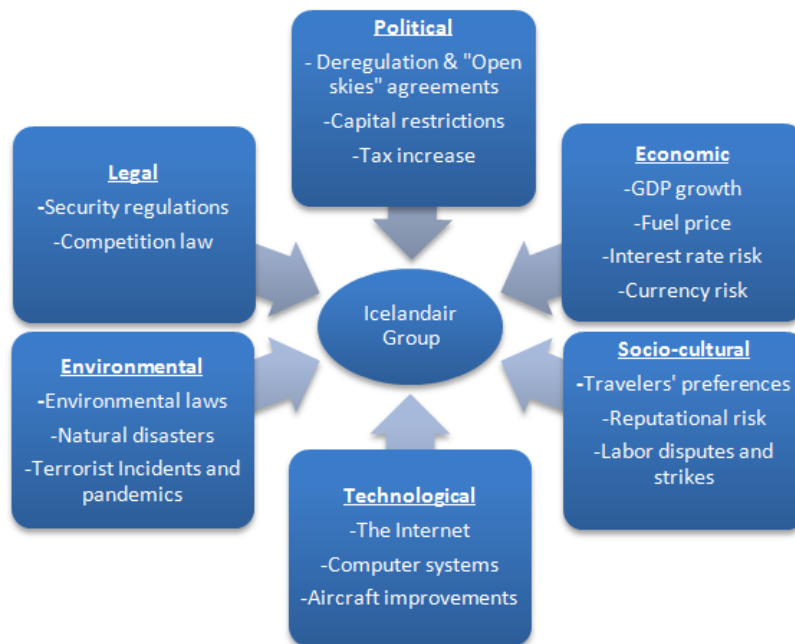 Political
- Deregulation & "Open
skies" agreements
-Capital restrictions
-Tax increase
Legal
-Security regulations
-Competition law
Economic
-GDP growth
-Fuel price
-Interest rate risk
-Currency risk
Icelandair
Group
Environmental
-Environmental laws
-Natural disasters
-Terrorist Incidents and
pandemics
Socio-cultural
-Travelers' preferences
-Reputational risk
-Labor disputes and
strikes
Technological
-The Internet
-Computer systems
-Aircraft improvements